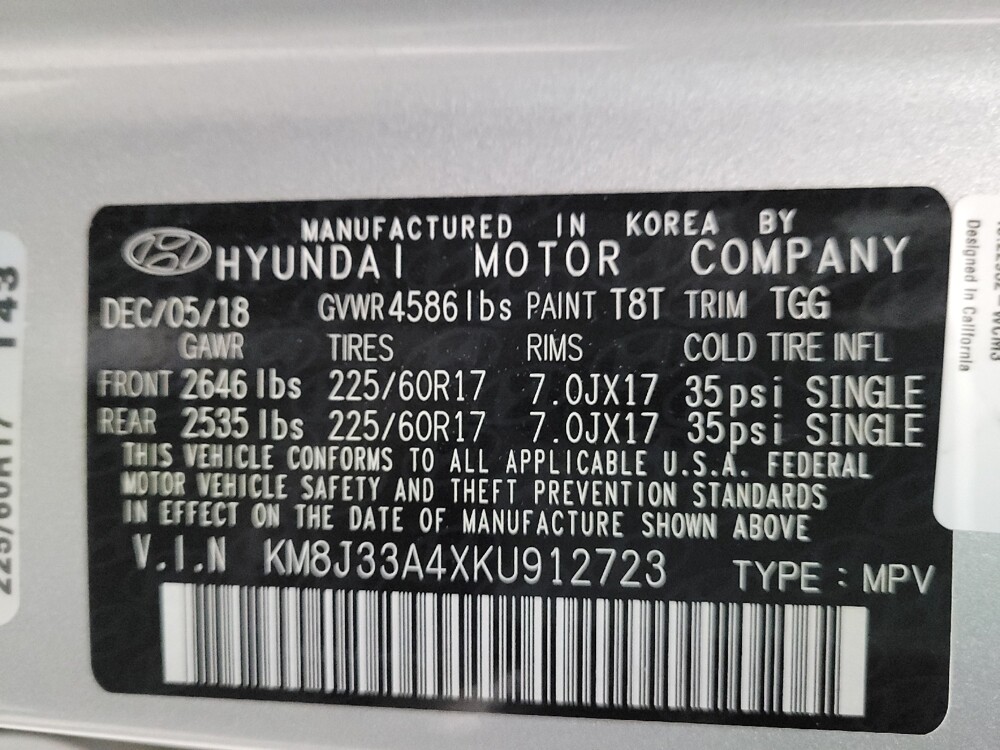 MANUFACTURED IN KOREA BY
HYUNDAI MOTOR COMPANY
DEC/05/18 GVWR 4586 lbs PAINT T8T TRIM TGG
GAWR TIRES RIMS COLD TIRE INFL
FRONT 2646 lbs 225/60R17 7.0JX17 35psi SINGLE
REAR 2535 lbs 225/60R17 7.0JX17 35psi SINGLE
THIS VEHICLE CONFORMS TO ALL APPLICABLE U.S.A. FEDERAL
MOTOR VEHICLE SAFETY AND THEFT PREVENTION STANDARDS
IN EFFECT ON THE DATE OF MANUFACTURE SHOWN ABOVE
V.I.N KM8J33A4XKU912723 TYPE : MPV
225/60R17 143
Designed in California